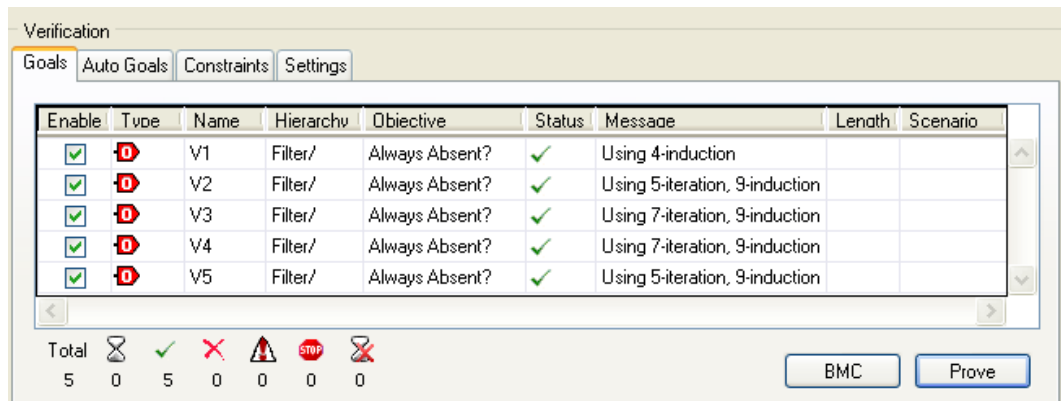 Verification
Goals Auto Goals Constraints Settings
Enable Type Name Hierarchy Objective Status Message Length Scenario
V1 Filter/ Always Absent? Using 4-induction
V2 Filter/ Always Absent? Using 5-iteration, 9-induction
V3 Filter/ Always Absent? Using 7-iteration, 9-induction
V4 Filter/ Always Absent? Using 7-iteration, 9-induction
V5 Filter/ Always Absent? Using 5-iteration, 9-induction
Total STOP
5 0 5 0 0 0 0
BMC Prove